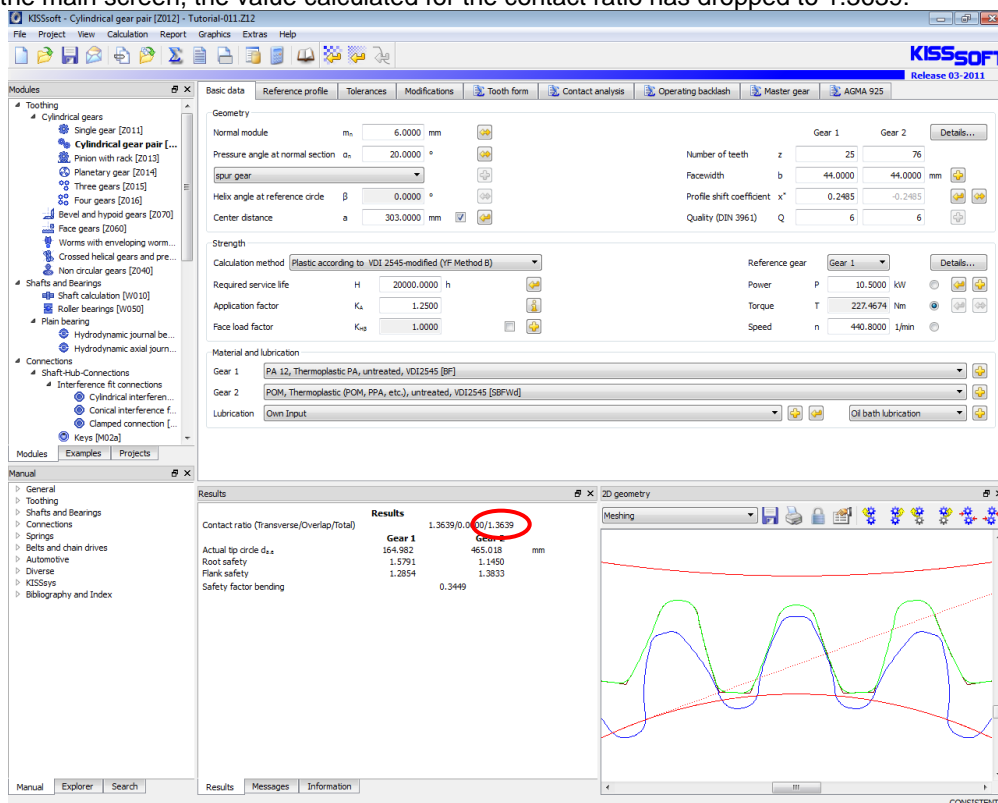 the main screen, the value calculated for the contact ratio has dropped to 1.3639.
KISSsoft - Cylindrical gear pair [Z012] - Tutorial-011.Z12
File Project View Calculation Report Graphics Extras Help
KISSsOFT
Release 03-2011
Modules
Toothing
Cylindrical gears
Single gear [Z011]
Cylindrical gear pair [...
Pinion with rack [Z013]
Planetary gear [Z014]
Three gears [Z015]
Four gears [Z016]
Bevel and hypoid gears [Z070]
Face gears [Z060]
Worms with enveloping worm...
Crossed helical gears and pre...
Non circular gears [Z040]
Shafts and Bearings
Shaft calculation [W010]
Roller bearings [W050]
Plain bearing
Hydrodynamic journal be...
Hydrodynamic axial journ...
Connections
Shaft-Hub-Connections
Interference fit connections
Cylindrical interferen...
Conical interference f...
Clamped connection [...
Keys [M02a]
Modules Examples Projects
Manual
General
Toothing
Shafts and Bearings
Connections
Springs
Belts and chain drives
Automotive
Diverse
KISSsys
Bibliography and Index
Manual Explorer Search
Basic data Reference profile Tolerances Modifications Tooth form Contact analysis Operating backlash Master gear AGMA 925
Geometry
Normal module mn 6.0000 mm
Pressure angle at normal section αn 20.0000 °
spur gear
Helix angle at reference circle β 0.0000 °
Center distance a 303.0000 mm
Gear 1 Gear 2 Details...
Number of teeth z 25 76
Facewidth b 44.0000 44.0000 mm
Profile shift coefficient x* 0.2485 -0.2485
Quality (DIN 3961) Q 6 6
Strength
Calculation method Plastic according to VDI 2545-modified (YF Method B)
Required service life H 20000.0000 h
Application factor KA 1.2500
Face load factor KHβ 1.0000
Reference gear Gear 1 Details...
Power P 10.5000 kW
Torque T 227.4674 Nm
Speed n 440.8000 1/min
Material and lubrication
Gear 1 PA 12, Thermoplastic PA, untreated, VDI2545 [BF]
Gear 2 POM, Thermoplastic (POM, PPA, etc.), untreated, VDI2545 [SBFWd]
Lubrication Own Input Oil bath lubrication
Results
Results
Contact ratio (Transverse/Overlap/Total) 1.3639/0.0000/1.3639
Gear 1 Gear 2
Actual tip circle da.e 164.982 465.018 mm
Root safety 1.5791 1.1450
Flank safety 1.2854 1.3833
Safety factor bending 0.3449
Results Messages Information
2D geometry
Meshing
CONSISTENT